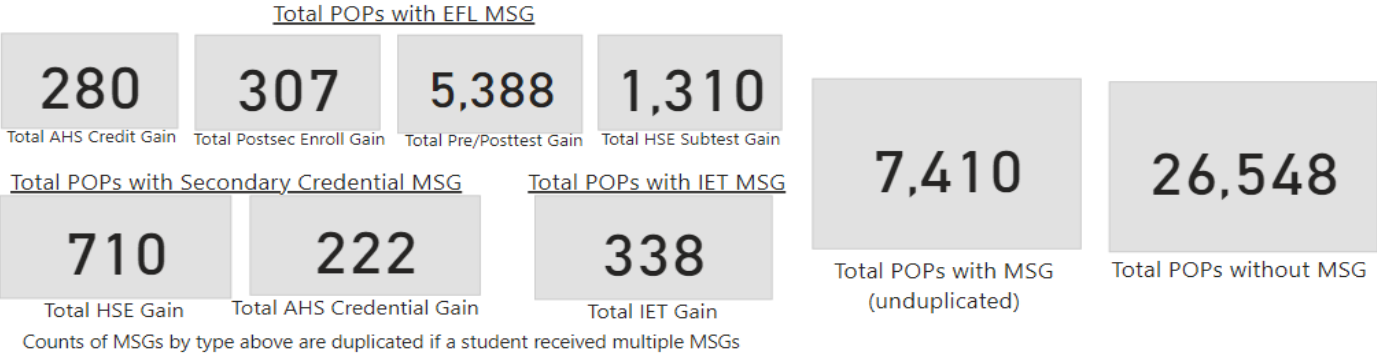 Total POPs with EFL MSG
280
Total AHS Credit Gain
307
Total Postsec Enroll Gain
5,388
Total Pre/Posttest Gain
1,310
Total HSE Subtest Gain
Total POPs with Secondary Credential MSG
710
Total HSE Gain
222
Total AHS Credential Gain
Total POPs with IET MSG
338
Total IET Gain
Counts of MSGs by type above are duplicated if a student received multiple MSGs
7,410
Total POPs with MSG
(unduplicated)
26,548
Total POPs without MSG